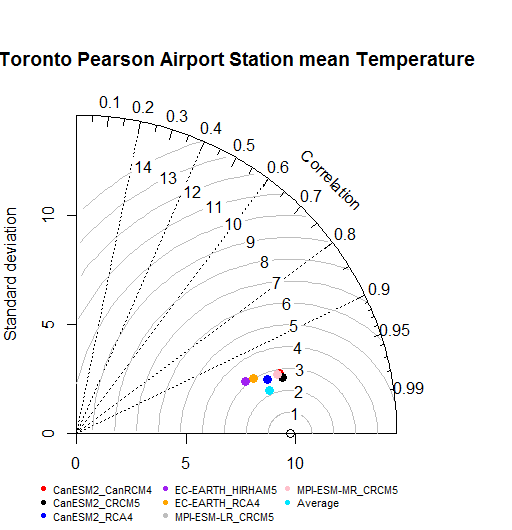 Toronto Pearson Airport Station mean Temperature
0.1 0.2 0.3 0.4 0.5 0.6 0.7 0.8 0.9 0.95 0.99
Correlation
14 13 12 11 10 9 8 7 6 5 4 3 2 1
Standard deviation
10
5
0
0 5 10
CanESM2_CanRCM4 EC-EARTH_HIRHAM5 MPI-ESM-MR_CRCM5
CanESM2_CRCM5 EC-EARTH_RCA4 Average
CanESM2_RCA4 MPI-ESM-LR_CRCM5